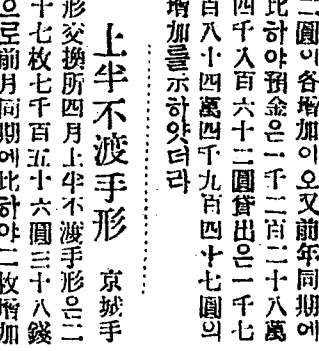 二圓이各增加이오又前年同期에
比하야預金은一千二百二十八萬
四千八百六十二圓貸出은一千七
百八十四萬四千九百四十七圓의
增加를示하얏더라
上半不渡手形 京城手
形交換所四月上半不渡手形은二
十七枚七千百五十六圓三十八錢
으로前月同期에比하야二枚增加